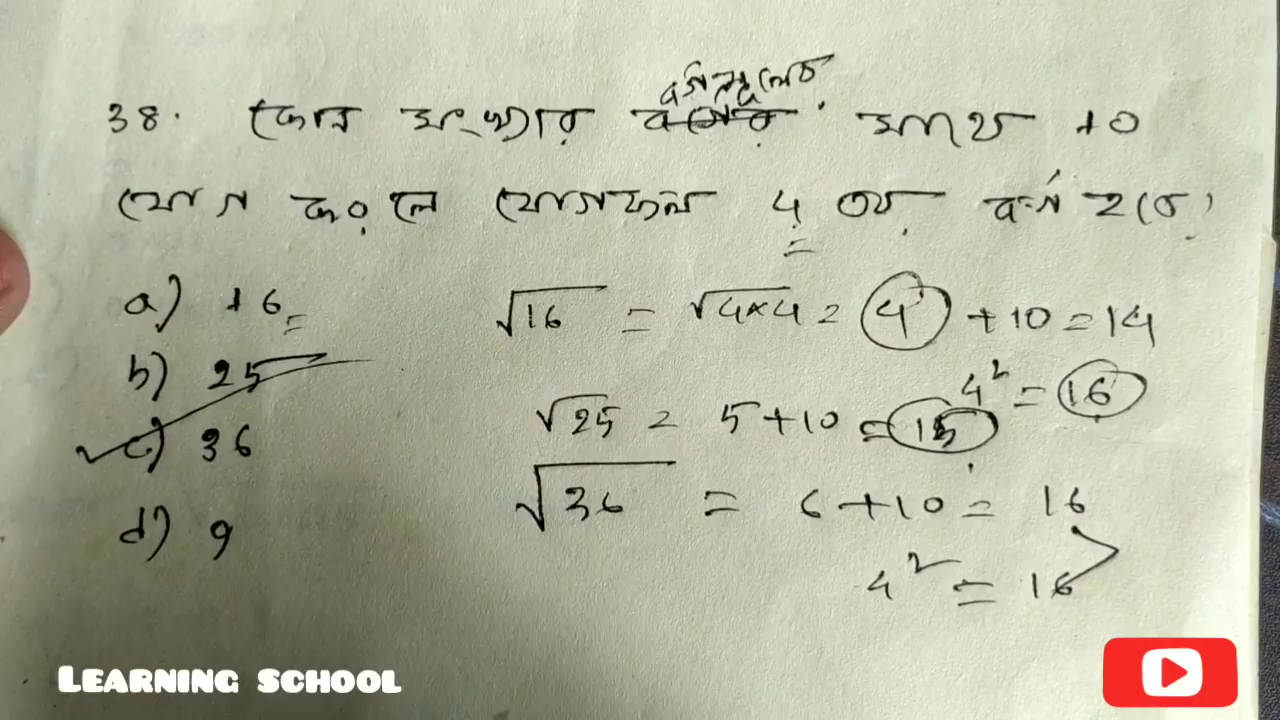 38. কোন সংখ্যার বর্গমূলের সাথে 10
যোগ করলে যোগফল 4 এর বর্গ হবে।
a) 16
b) 25
c) 36
d) 9
√16 = √4×4 = 4 + 10 = 14
4² = 16
√25 = 5+10 = 15
√36 = 6+10 = 16
4² = 16
LEARNING SCHOOL